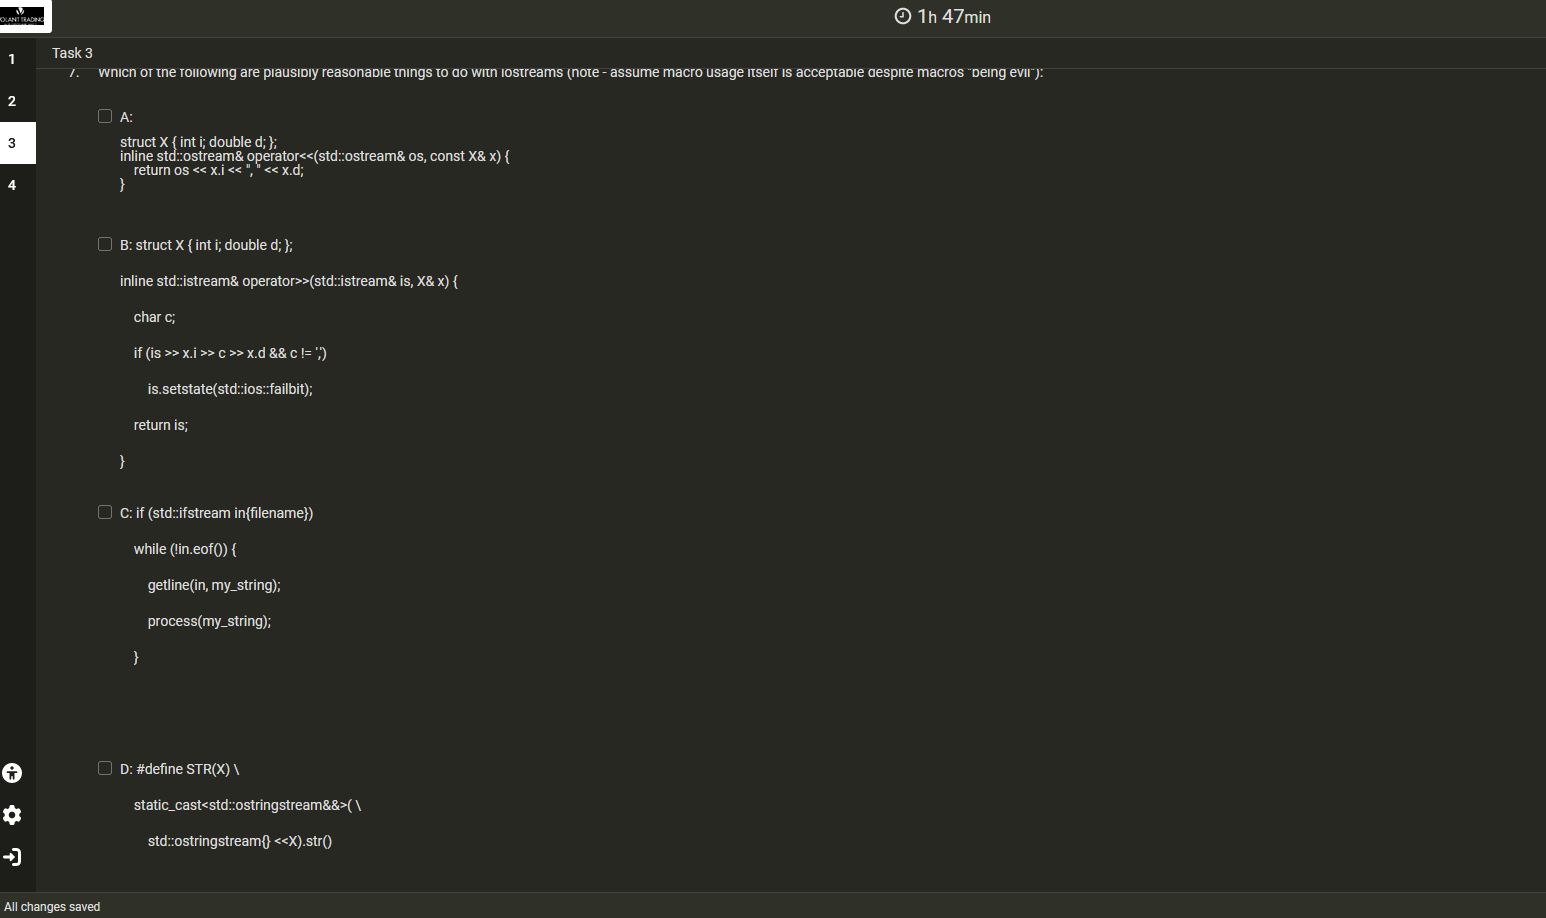 OLANT TRADING
1h 47min
Task 3
1
2
3
4
7. Which of the following are plausibly reasonable things to do with iostreams (note - assume macro usage itself is acceptable despite macros "being evil"):
A:
struct X { int i; double d; };
inline std::ostream& operator<<(std::ostream& os, const X& x) {
return os << x.i << ", " << x.d;
}
B: struct X { int i; double d; };
inline std::istream& operator>>(std::istream& is, X& x) {
char c;
if (is >> x.i >> c >> x.d && c != ',')
is.setstate(std::ios::failbit);
return is;
}
C: if (std::ifstream in{filename})
while (!in.eof()) {
getline(in, my_string);
process(my_string);
}
D: #define STR(X) \
static_cast<std::ostringstream&&>( \
std::ostringstream{} <<X).str()
All changes saved